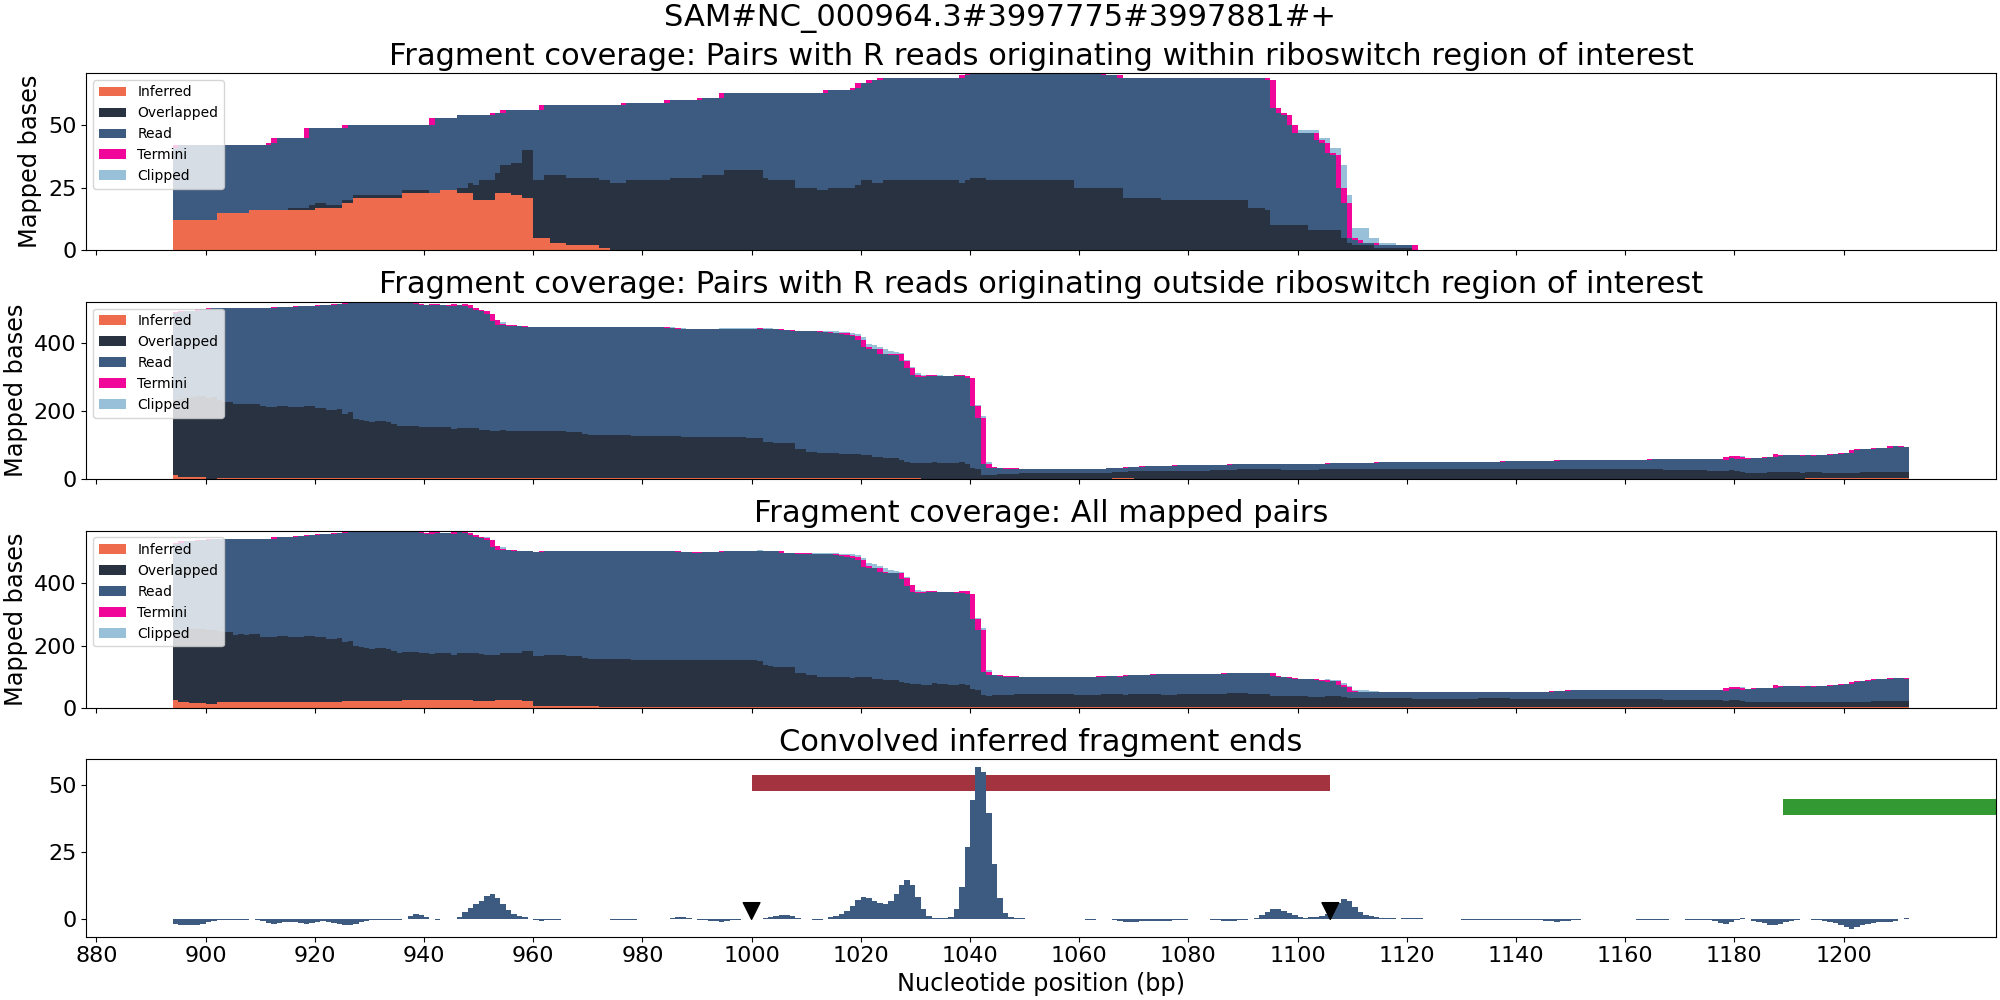 SAM#NC_000964.3#3997775#3997881#+
Fragment coverage: Pairs with R reads originating within riboswitch region of interest
Mapped bases
50
25
0
Inferred
Overlapped
Read
Termini
Clipped
Fragment coverage: Pairs with R reads originating outside riboswitch region of interest
Mapped bases
400
200
0
Inferred
Overlapped
Read
Termini
Clipped
Fragment coverage: All mapped pairs
Mapped bases
400
200
0
Inferred
Overlapped
Read
Termini
Clipped
Convolved inferred fragment ends
50
25
0
880 900 920 940 960 980 1000 1020 1040 1060 1080 1100 1120 1140 1160 1180 1200
Nucleotide position (bp)